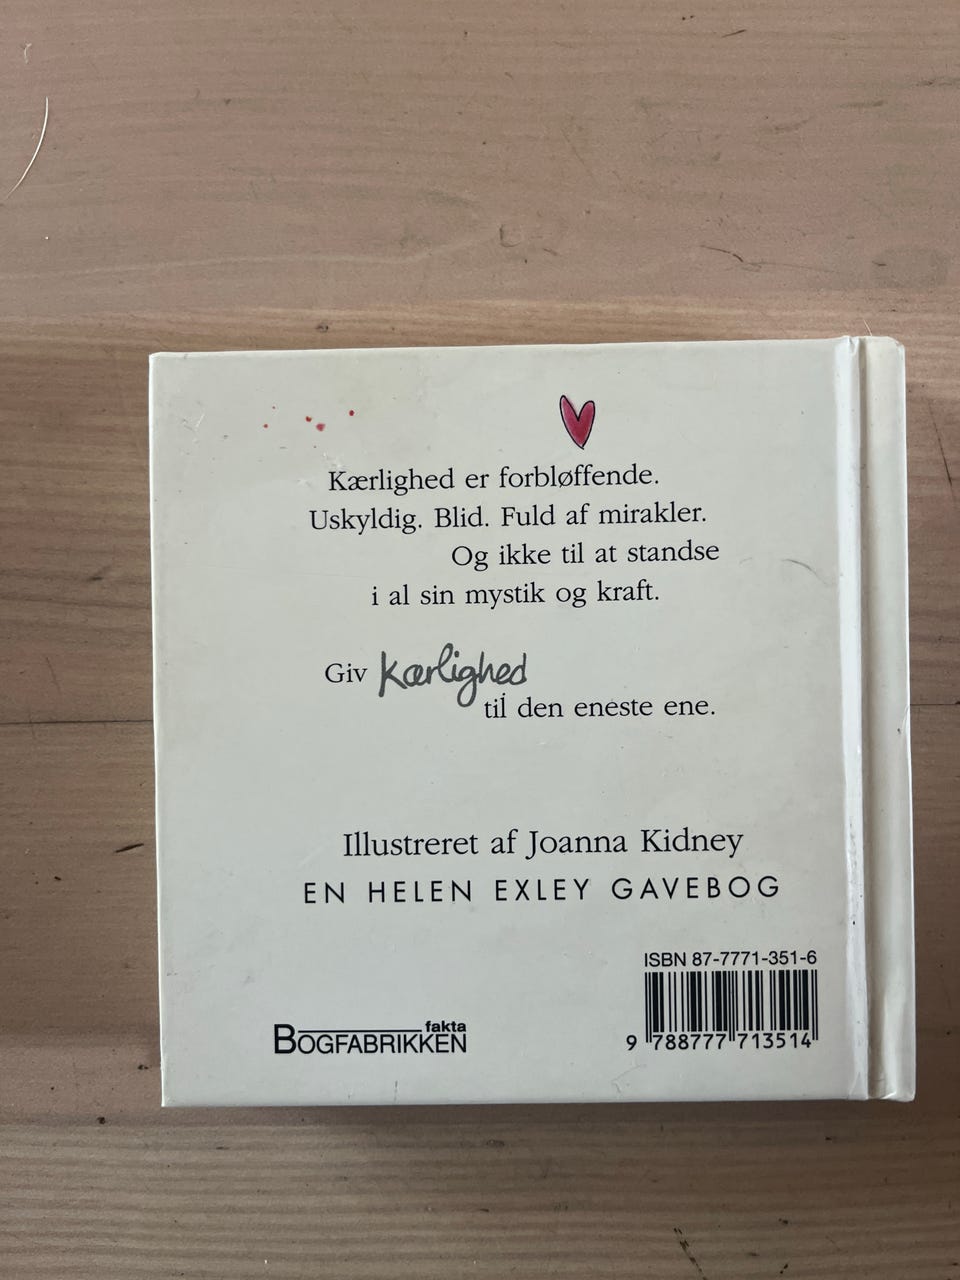 Kærlighed er forbløffende.
Uskyldig. Blid. Fuld af mirakler.
Og ikke til at standse
i al sin mystik og kraft.
Giv kærlighed
til den eneste ene.
Illustreret af Joanna Kidney
EN HELEN EXLEY GAVEBOG
ISBN 87-7771-351-6
fakta
BOGFABRIKKEN
9 788777 713514